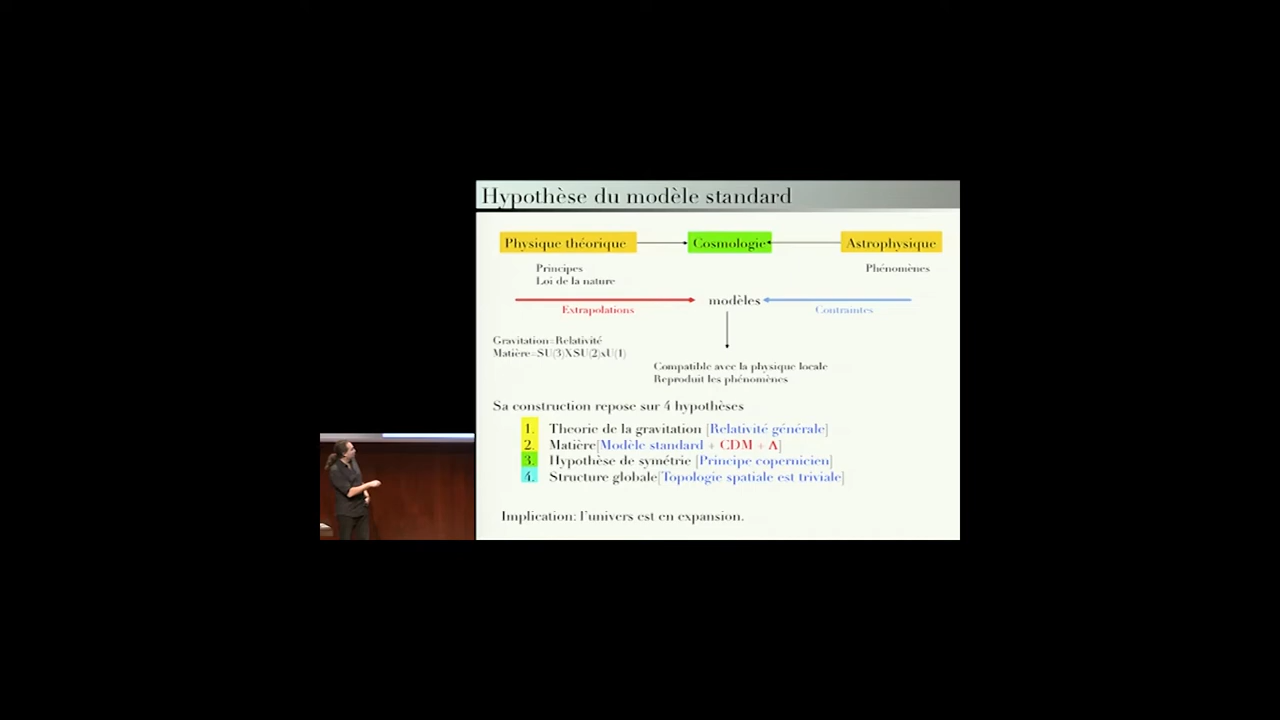 Hypothèse du modèle standard
Physique théorique
Cosmologie
Astrophysique
Principes
Loi de la nature
Phénomènes
Extrapolations
modèles
Contraintes
Gravitation=Relativité
Matière=SU(3)XSU(2)xU(1)
Compatible avec la physique locale
Reproduit les phénomènes
Sa construction repose sur 4 hypothèses
1. Theorie de la gravitation [Relativité générale]
2. Matière[Modèle standard + CDM + Λ]
3. Hypothèse de symétrie [Principe copernicien]
4. Structure globale[Topologie spatiale est triviale]
Implication: l'univers est en expansion.